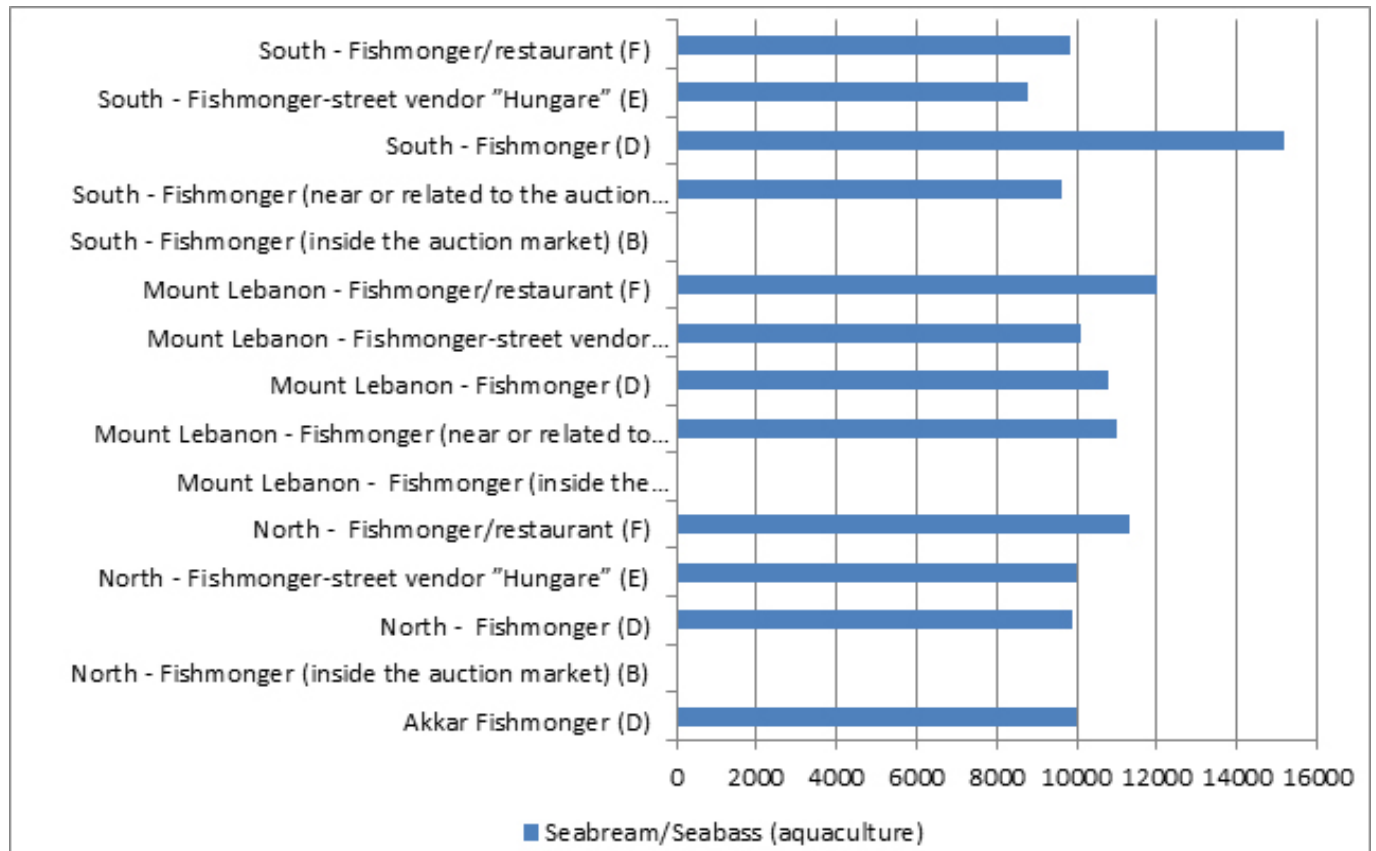 South - Fishmonger/restaurant (F)
South - Fishmonger-street vendor ”Hungare” (E)
South - Fishmonger (D)
South - Fishmonger (near or related to the auction...
South - Fishmonger (inside the auction market) (B)
Mount Lebanon - Fishmonger/restaurant (F)
Mount Lebanon - Fishmonger-street vendor...
Mount Lebanon - Fishmonger (D)
Mount Lebanon - Fishmonger (near or related to...
Mount Lebanon -  Fishmonger (inside the...
North -  Fishmonger/restaurant (F)
North - Fishmonger-street vendor ”Hungare” (E)
North -  Fishmonger (D)
North - Fishmonger (inside the auction market) (B)
Akkar Fishmonger (D)
0 2000 4000 6000 8000 10000 12000 14000 16000
Seabream/Seabass (aquaculture)